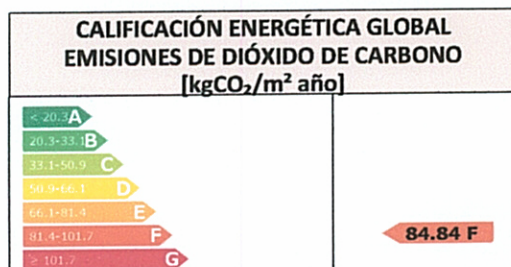 CALIFICACIÓN ENERGÉTICA GLOBAL
EMISIONES DE DIÓXIDO DE CARBONO
[kgCO₂/m² año]
< 20.3 A
20.3-33.1 B
33.1-50.9 C
50.9-66.1 D
66.1-81.4 E
81.4-101.7 F
84.84 F
≥ 101.7 G